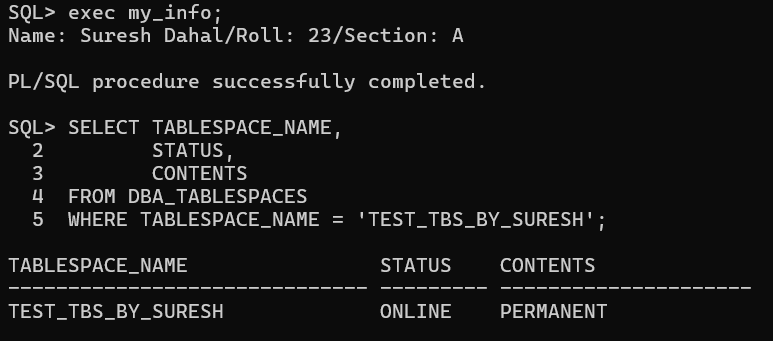 SQL> exec my_info;
Name: Suresh Dahal/Roll: 23/Section: A
PL/SQL procedure successfully completed.
SQL> SELECT TABLESPACE_NAME,
  2         STATUS,
  3         CONTENTS
  4  FROM DBA_TABLESPACES
  5  WHERE TABLESPACE_NAME = 'TEST_TBS_BY_SURESH';
TABLESPACE_NAME                STATUS    CONTENTS
------------------------------ --------- ---------------------
TEST_TBS_BY_SURESH             ONLINE    PERMANENT